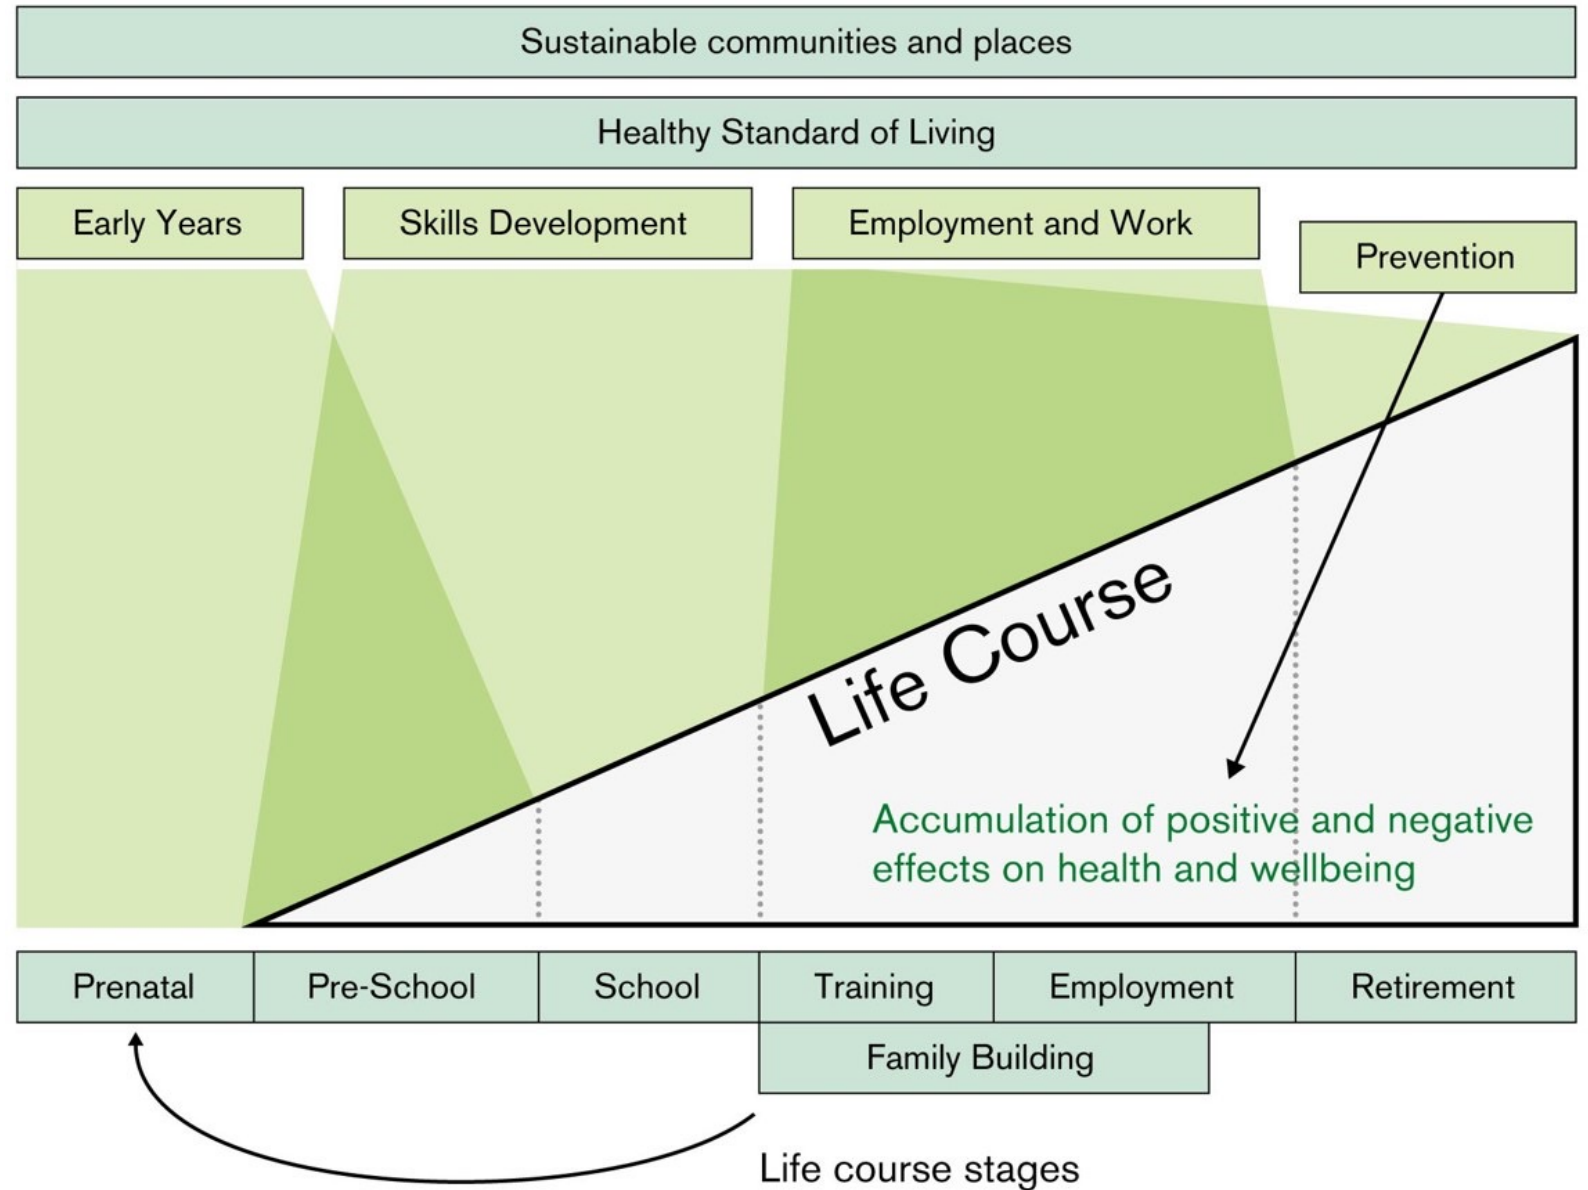 Sustainable communities and places
Healthy Standard of Living
Early Years
Skills Development
Employment and Work
Prevention
Life Course
Accumulation of positive and negative
effects on health and wellbeing
Prenatal
Pre-School
School
Training
Employment
Retirement
Family Building
Life course stages